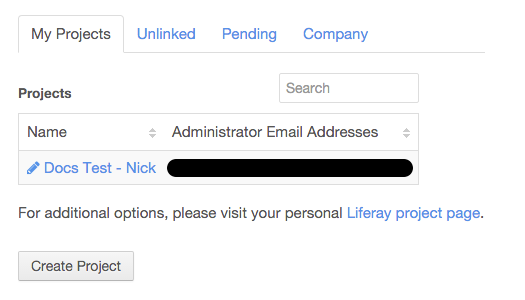 My Projects Unlinked Pending Company
Projects Search
Name Administrator Email Addresses
Docs Test - Nick
For additional options, please visit your personal Liferay project page.
Create Project